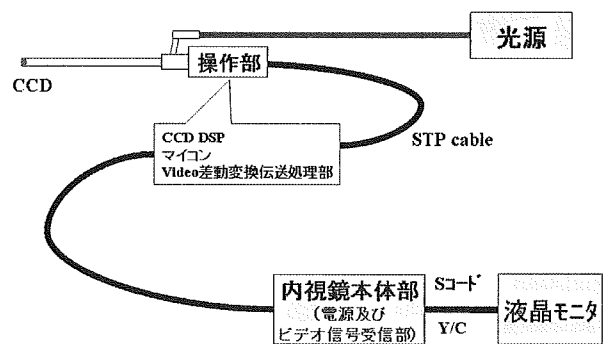 光源
操作部
CCD
CCD DSP
マイコン
Video差動変換伝送処理部
STP cable
内視鏡本体部
(電源及び
ビデオ信号受信部)
Sコード
Y/C
液晶モニタ